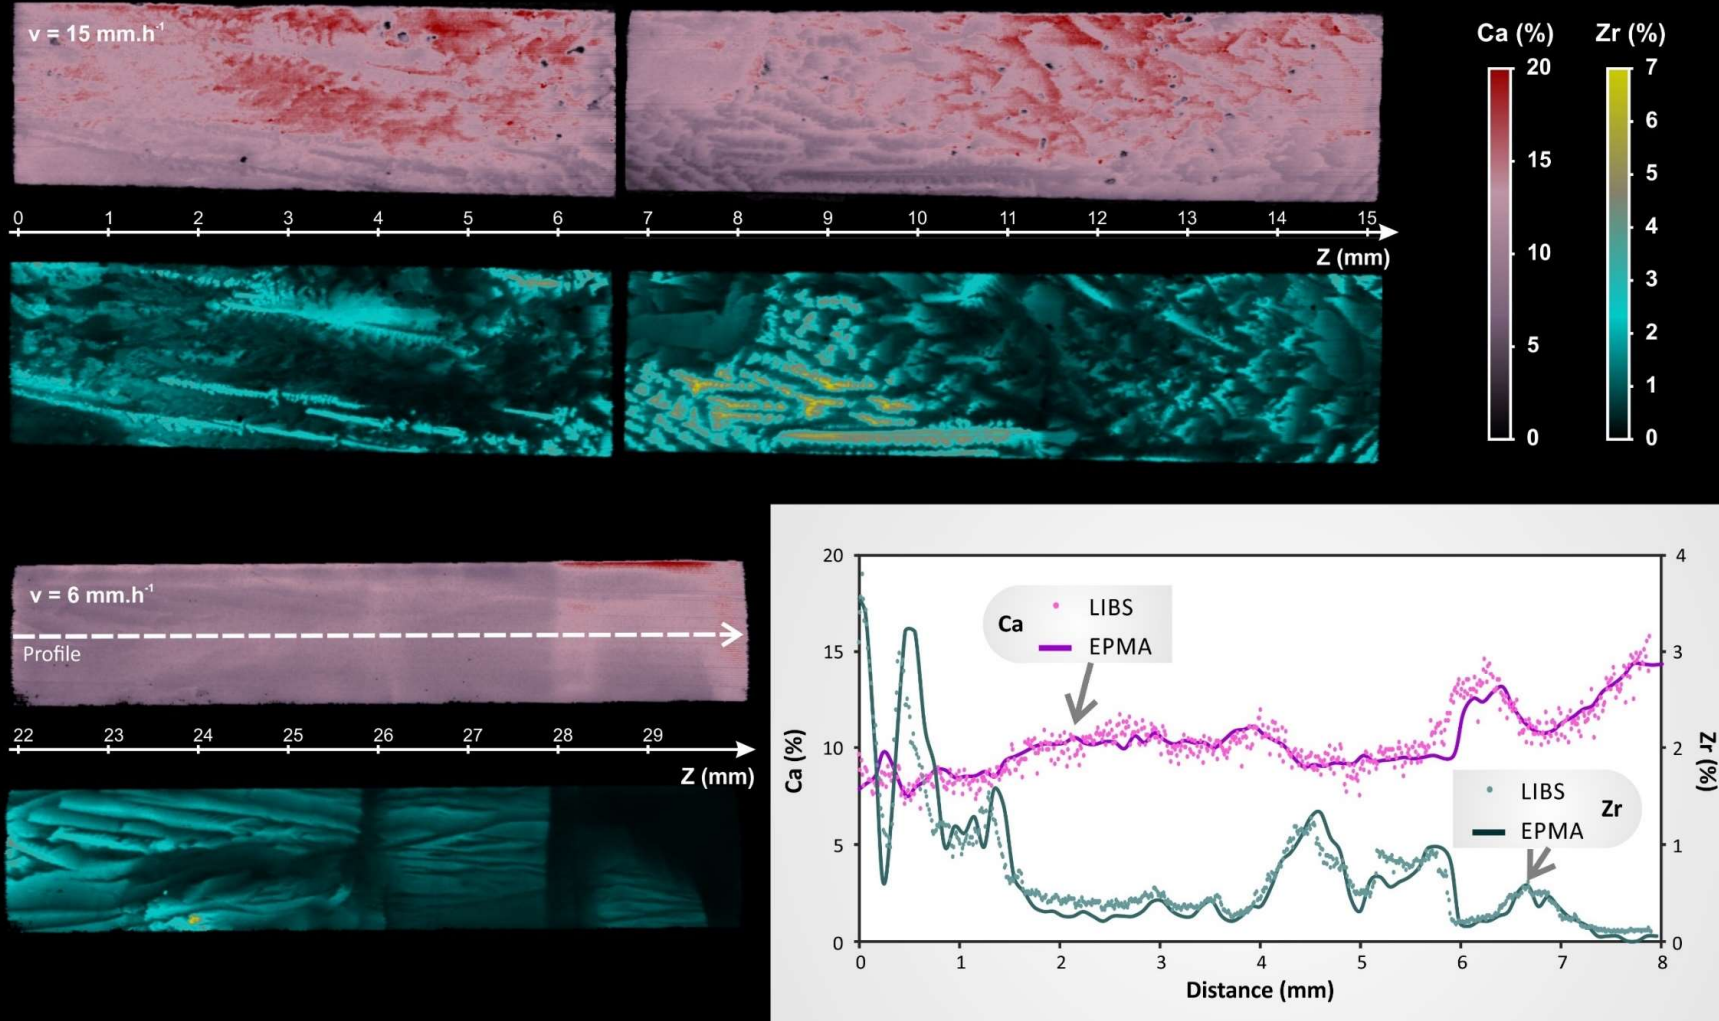 v = 15 mm.h-1
Ca (%) Zr (%)
20 7
6
15 5
4
10 3
2
5 1
0 0
0 1 2 3 4 5 6 7 8 9 10 11 12 13 14 15
Z (mm)
v = 6 mm.h-1
Profile
22 23 24 25 26 27 28 29
Z (mm)
20 4
15 3
10 2
5 1
0 0
Ca (%)
Zr (%)
Ca
LIBS
EPMA
LIBS
Zr
EPMA
0 1 2 3 4 5 6 7 8
Distance (mm)